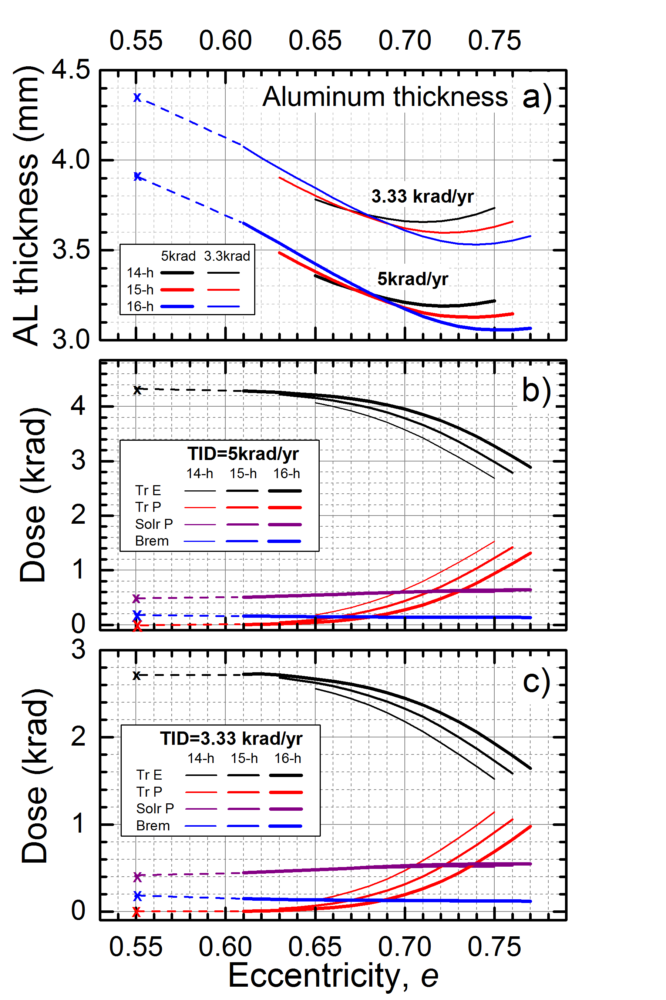 0.55 0.60 0.65 0.70 0.75
4.5
4.0
3.5
3.0
AL thickness (mm)
Aluminum thickness a)
3.33 krad/yr
5krad/yr
5krad 3.3krad
14-h
15-h
16-h
x
x
b)
4
3
2
1
0
Dose (krad)
TID=5krad/yr
14-h 15-h 16-h
Tr E
Tr P
Solr P
Brem
x
x
x
x
c)
3
2
1
0
Dose (krad)
TID=3.33 krad/yr
14-h 15-h 16-h
Tr E
Tr P
Solr P
Brem
x
x
x
x
0.55 0.60 0.65 0.70 0.75
Eccentricity, e